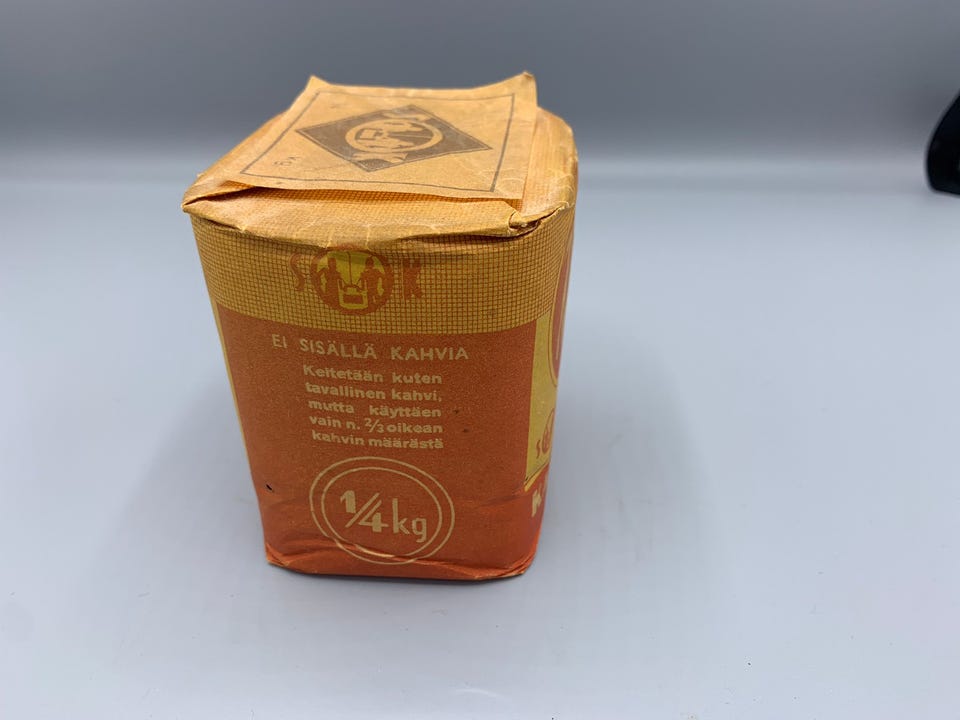 SOK
EI SISÄLLÄ KAHVIA
Keitetään kuten
tavallinen kahvi,
mutta käyttäen
vain n. 2/3 oikean
kahvin määrästä
1/4 kg